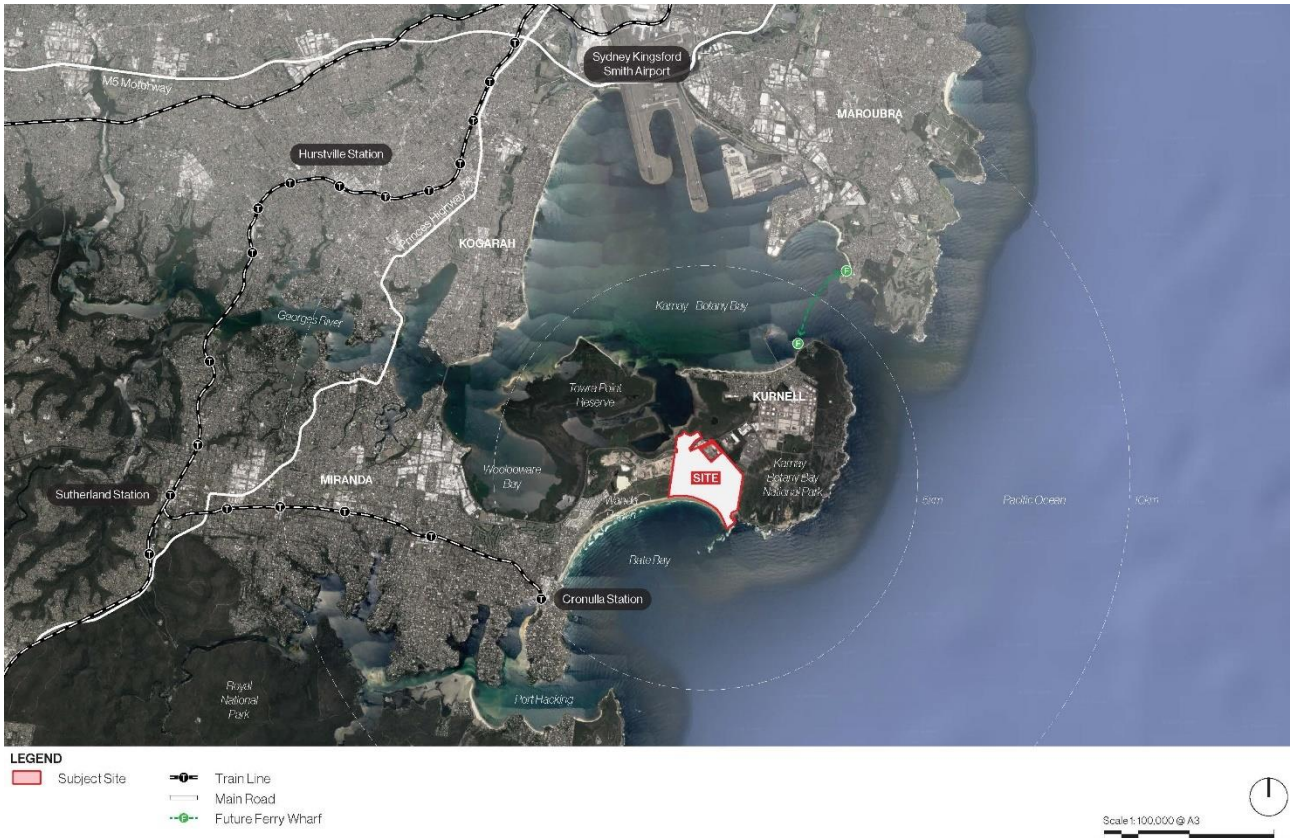 Sydney Kingsford
Smith Airport
M5 Motorway
MAROUBRA
Hurstville Station
Princes Highway
KOGARAH
Kamay Botany Bay
Georges River
Towra Point
Reserve
KURNELL
SITE
Woolooware
Bay
Kamay
Botany Bay
National Park
MIRANDA
Sutherland Station
Wanda
5km
Pacific Ocean
10km
Bate Bay
Cronulla Station
Royal
National
Park
Port Hacking
LEGEND
Subject Site
Train Line
Main Road
Future Ferry Wharf
Scale 1:100,000 @ A3